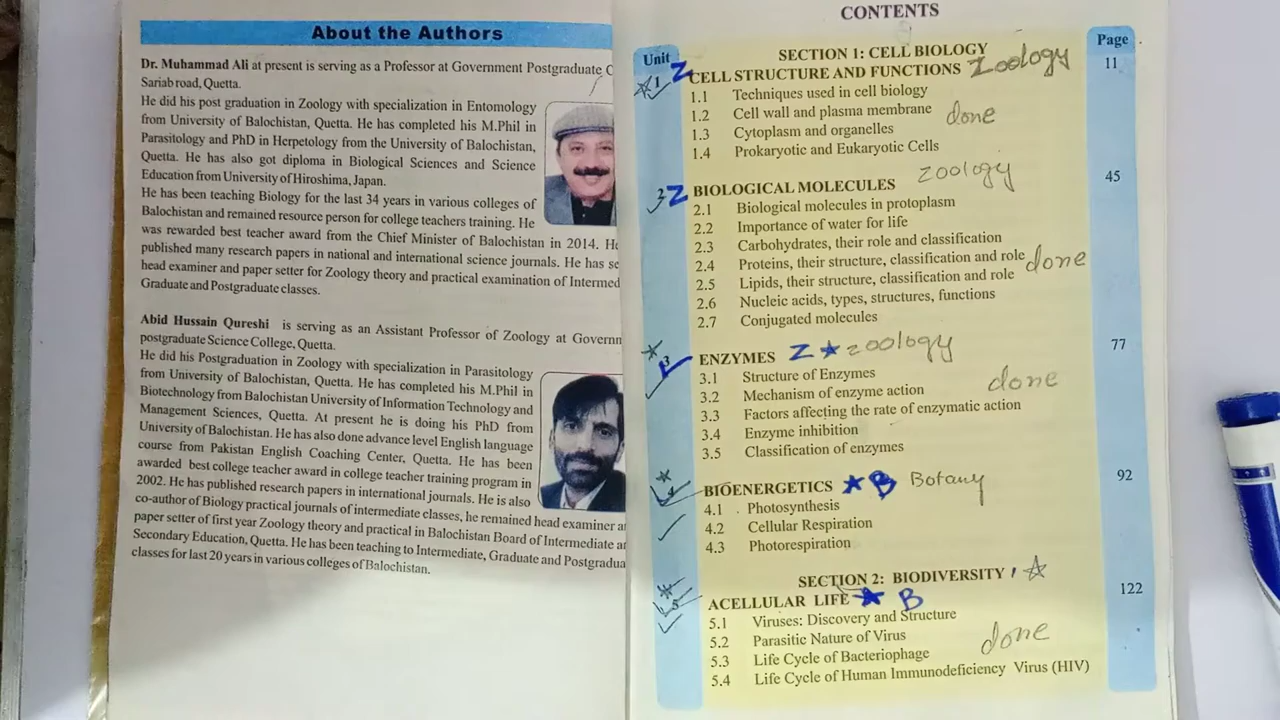 About the Authors
Dr. Muhammad Ali at present is serving as a Professor at Government Postgraduate C
Sariab road, Quetta.
He did his post graduation in Zoology with specialization in Entomology
from University of Balochistan, Quetta. He has completed his M.Phil in
Parasitology and PhD in Herpetology from the University of Balochistan,
Quetta. He has also got diploma in Biological Sciences and Science
Education from University of Hiroshima, Japan.
He has been teaching Biology for the last 34 years in various colleges of
Balochistan and remained resource person for college teachers training. He
was rewarded best teacher award from the Chief Minister of Balochistan in 2014. He
published many research papers in national and international science journals. He has se
head examiner and paper setter for Zoology theory and practical examination of Intermed
Graduate and Postgraduate classes.
Abid Hussain Qureshi is serving as an Assistant Professor of Zoology at Governm
postgraduate Science College, Quetta.
He did his Postgraduation in Zoology with specialization in Parasitology
from University of Balochistan, Quetta. He has completed his M.Phil in
Biotechnology from Balochistan University of Information Technology and
Management Sciences, Quetta. At present he is doing his PhD from
University of Balochistan. He has also done advance level English language
course from Pakistan English Coaching Center, Quetta. He has been
awarded best college teacher award in college teacher training program in
2002. He has published research papers in international journals. He is also
co-author of Biology practical journals of intermediate classes, he remained head examiner a
paper setter of first year Zoology theory and practical in Balochistan Board of Intermediate a
Secondary Education, Quetta. He has been teaching to Intermediate, Graduate and Postgradua
classes for last 20 years in various colleges of Balochistan.
CONTENTS
Unit Page
SECTION 1: CELL BIOLOGY
1 Z CELL STRUCTURE AND FUNCTIONS Zoology 11
1.1 Techniques used in cell biology
1.2 Cell wall and plasma membrane done
1.3 Cytoplasm and organelles
1.4 Prokaryotic and Eukaryotic Cells
2 Z BIOLOGICAL MOLECULES zoology 45
2.1 Biological molecules in protoplasm
2.2 Importance of water for life
2.3 Carbohydrates, their role and classification
2.4 Proteins, their structure, classification and role done
2.5 Lipids, their structure, classification and role
2.6 Nucleic acids, types, structures, functions
2.7 Conjugated molecules
3 ENZYMES Z ★ zoology 77
3.1 Structure of Enzymes
3.2 Mechanism of enzyme action done
3.3 Factors affecting the rate of enzymatic action
3.4 Enzyme inhibition
3.5 Classification of enzymes
4 BIOENERGETICS ★ B Botany 92
4.1 Photosynthesis
4.2 Cellular Respiration
4.3 Photorespiration
SECTION 2: BIODIVERSITY
5 ACELLULAR LIFE ★ B 122
5.1 Viruses: Discovery and Structure
5.2 Parasitic Nature of Virus done
5.3 Life Cycle of Bacteriophage
5.4 Life Cycle of Human Immunodeficiency Virus (HIV)